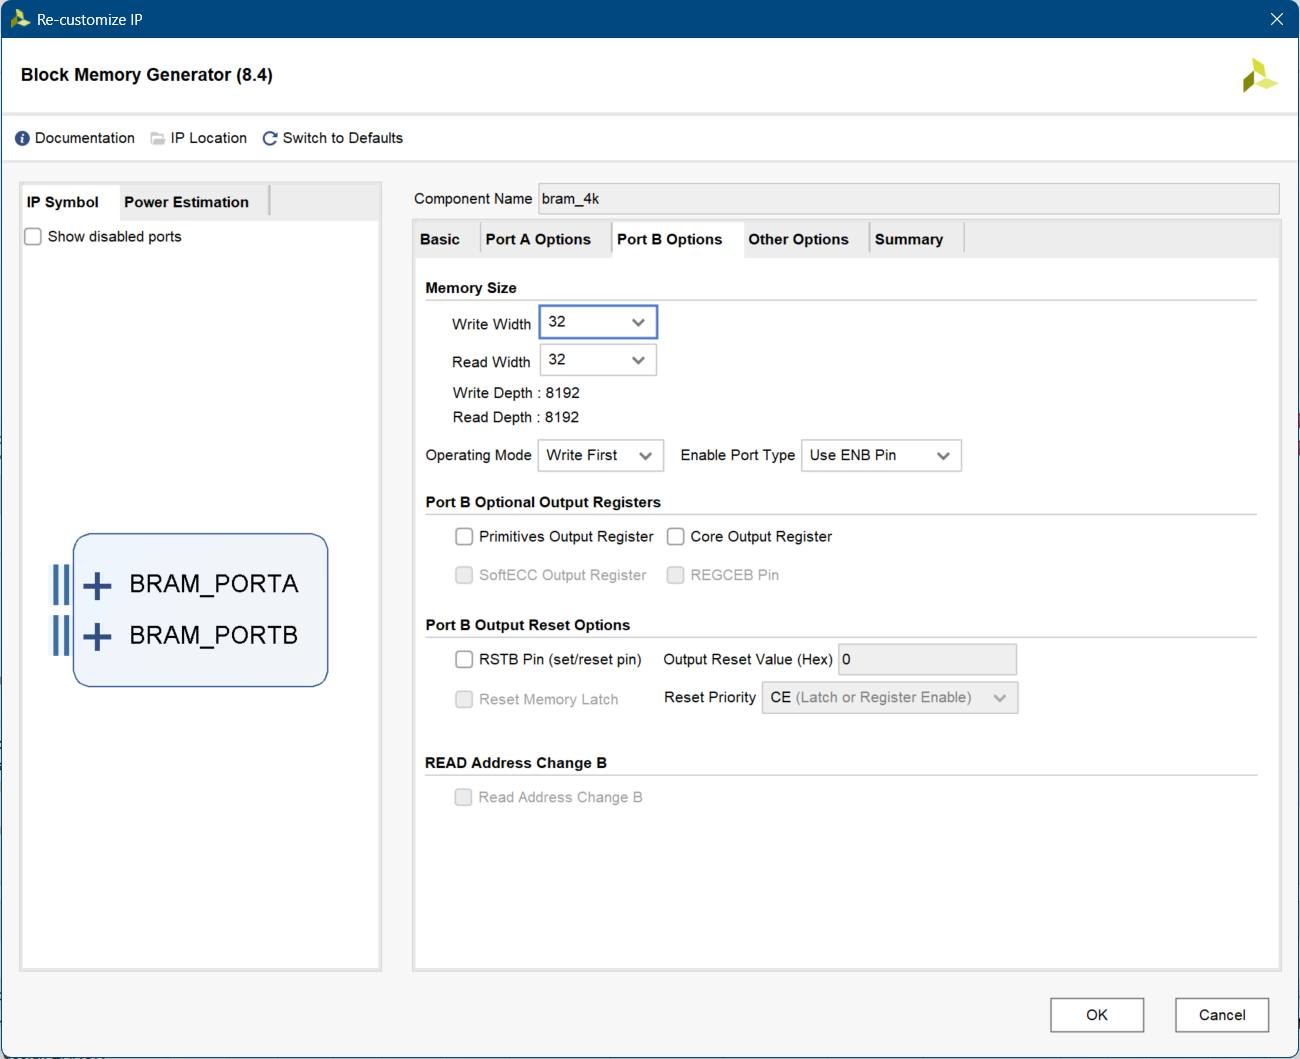 Re-customize IP
Block Memory Generator (8.4)
Documentation IP Location Switch to Defaults
IP Symbol Power Estimation
Show disabled ports
BRAM_PORTA
BRAM_PORTB
Component Name bram_4k
Basic Port A Options Port B Options Other Options Summary
Memory Size
Write Width 32
Read Width 32
Write Depth : 8192
Read Depth : 8192
Operating Mode Write First Enable Port Type Use ENB Pin
Port B Optional Output Registers
Primitives Output Register Core Output Register
SoftECC Output Register REGCEB Pin
Port B Output Reset Options
RSTB Pin (set/reset pin) Output Reset Value (Hex) 0
Reset Memory Latch Reset Priority CE (Latch or Register Enable)
READ Address Change B
Read Address Change B
OK Cancel